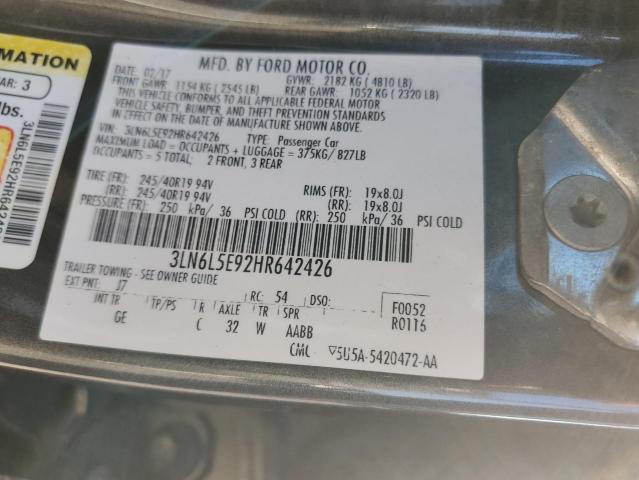 RMATION
AR: 3
lbs.
3LN6L5E92HR642426
MFD. BY FORD MOTOR CO.
DATE: 02/17 GVWR: 2182 KG ( 4810 LB)
FRONT GAWR: 1154 KG ( 2545 LB) REAR GAWR: 1052 KG ( 2320 LB)
THIS VEHICLE CONFORMS TO ALL APPLICABLE FEDERAL MOTOR
VEHICLE SAFETY, BUMPER, AND THEFT PREVENTION STANDARDS
IN EFFECT ON THE DATE OF MANUFACTURE SHOWN ABOVE.
VIN: 3LN6L5E92HR642426 TYPE: Passenger Car
MAXIMUM LOAD = OCCUPANTS + LUGGAGE = 375KG/ 827LB
OCCUPANTS = 5 TOTAL: 2 FRONT, 3 REAR
TIRE (FR): 245/40R19 94V RIMS (FR): 19x8.0J
(RR): 245/40R19 94V (RR): 19x8.0J
PRESSURE (FR): 250 kPa/ 36 PSI COLD (RR): 250 kPa/ 36 PSI COLD
3LN6L5E92HR642426
TRAILER TOWING - SEE OWNER GUIDE
EXT PNT: J7 RC: 54 DSO: F0052
INT TR TP/PS R AXLE TR SPR R0116
GE C 32 W AABB
CMC ▽5U5A-5420472-AA